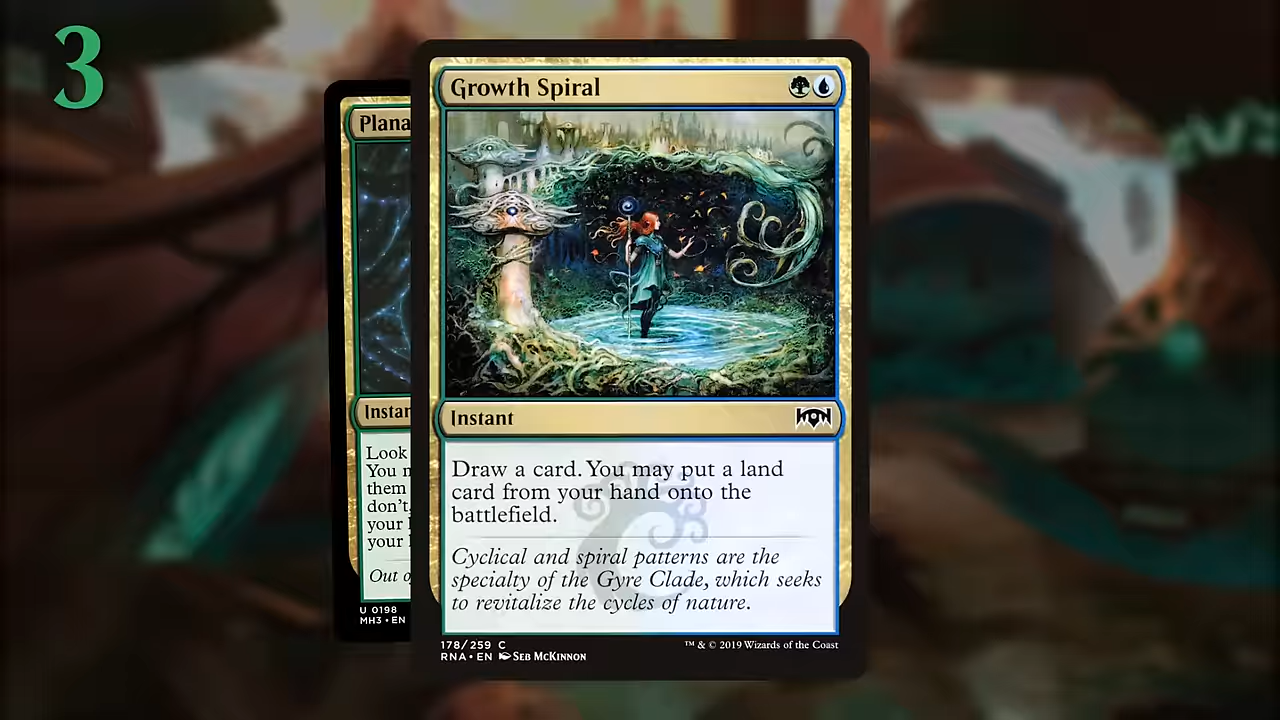 3
Plana
Instar
Look
You n
them
don't,
your
your
Out o
U 0198
MH3 • EN
Growth Spiral
Instant
Draw a card. You may put a land
card from your hand onto the
battlefield.
Cyclical and spiral patterns are the
specialty of the Gyre Clade, which seeks
to revitalize the cycles of nature.
178/259 C
RNA • EN Seb McKinnon
™ & © 2019 Wizards of the Coast